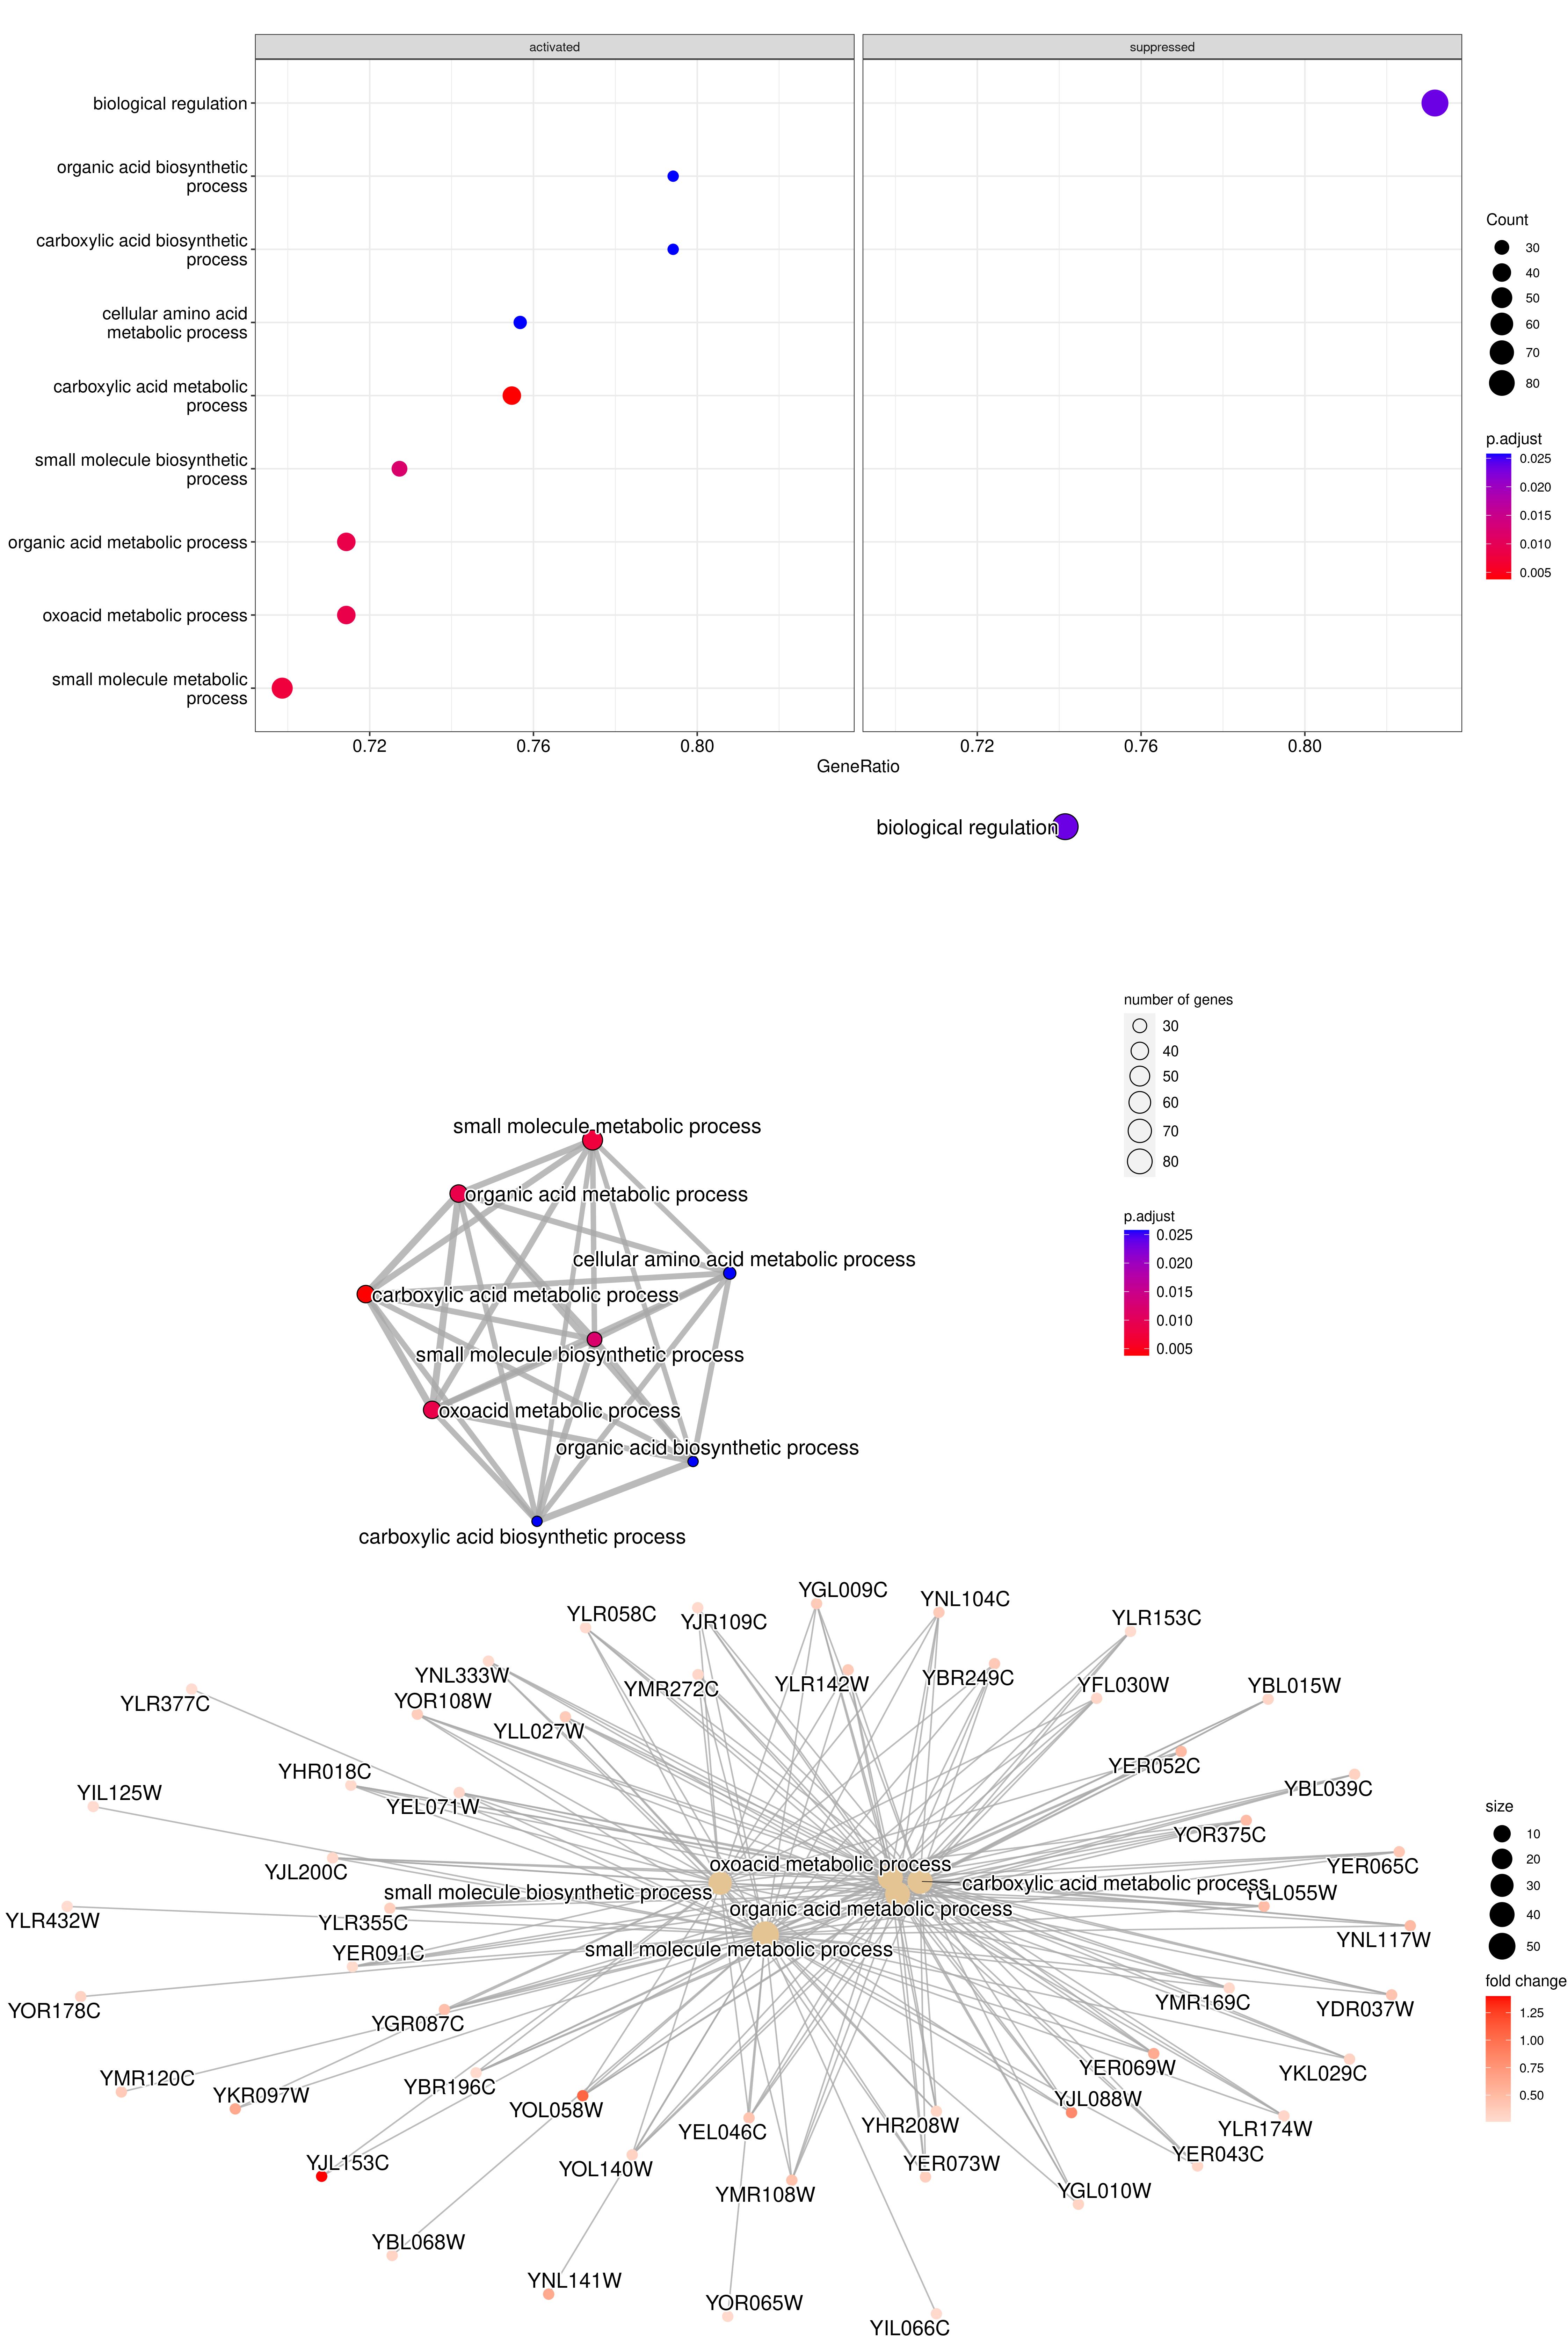 activated
suppressed
biological regulation
organic acid biosynthetic
process
carboxylic acid biosynthetic
process
cellular amino acid
metabolic process
carboxylic acid metabolic
process
small molecule biosynthetic
process
organic acid metabolic process
oxoacid metabolic process
small molecule metabolic
process
0.72
0.76
0.80
0.72
0.76
0.80
GeneRatio
Count
30
40
50
60
70
80
p.adjust
0.025
0.020
0.015
0.010
0.005
biological regulation
number of genes
30
40
50
60
70
80
p.adjust
0.025
0.020
0.015
0.010
0.005
small molecule metabolic process
organic acid metabolic process
cellular amino acid metabolic process
carboxylic acid metabolic process
small molecule biosynthetic process
oxoacid metabolic process
organic acid biosynthetic process
carboxylic acid biosynthetic process
YGL009C
YNL104C
YLR058C
YJR109C
YLR153C
YNL333W
YMR272C
YLR142W
YBR249C
YFL030W
YBL015W
YLR377C
YOR108W
YLL027W
YER052C
YHR018C
YIL125W
YEL071W
YBL039C
YOR375C
oxoacid metabolic process
YJL200C
YER065C
small molecule biosynthetic process
carboxylic acid metabolic process
YGL055W
organic acid metabolic process
YLR432W
YLR355C
YNL117W
YER091C
small molecule metabolic process
YOR178C
YGR087C
YMR169C
YDR037W
YMR120C
YKR097W
YBR196C
YOL058W
YER069W
YKL029C
YJL088W
YEL046C
YHR208W
YLR174W
YJL153C
YOL140W
YER073W
YER043C
YMR108W
YGL010W
YBL068W
YNL141W
YOR065W
YIL066C
size
10
20
30
40
50
fold change
1.25
1.00
0.75
0.50